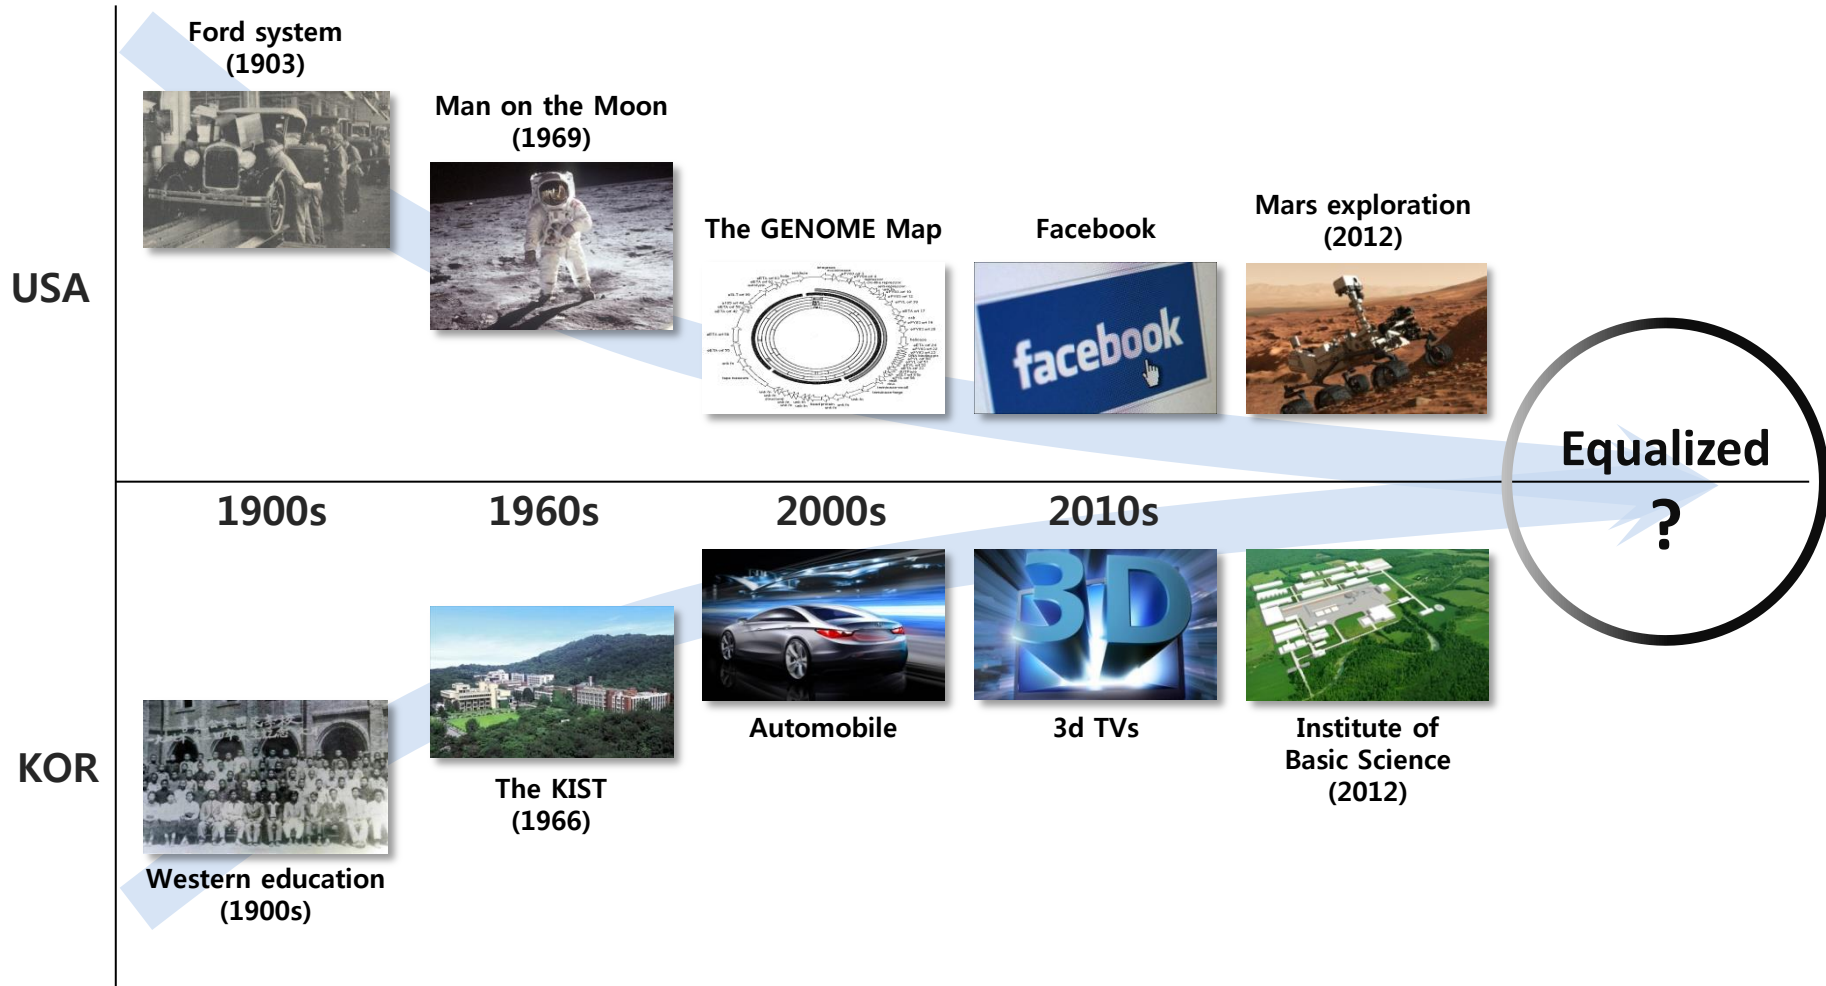 Ford system
(1903)
Man on the Moon
(1969)
The GENOME Map
Facebook
facebook
Mars exploration
(2012)
USA
Equalized
?
1900s
1960s
2000s
2010s
3D
KOR
Western education
(1900s)
The KIST
(1966)
Automobile
3d TVs
Institute of
Basic Science
(2012)